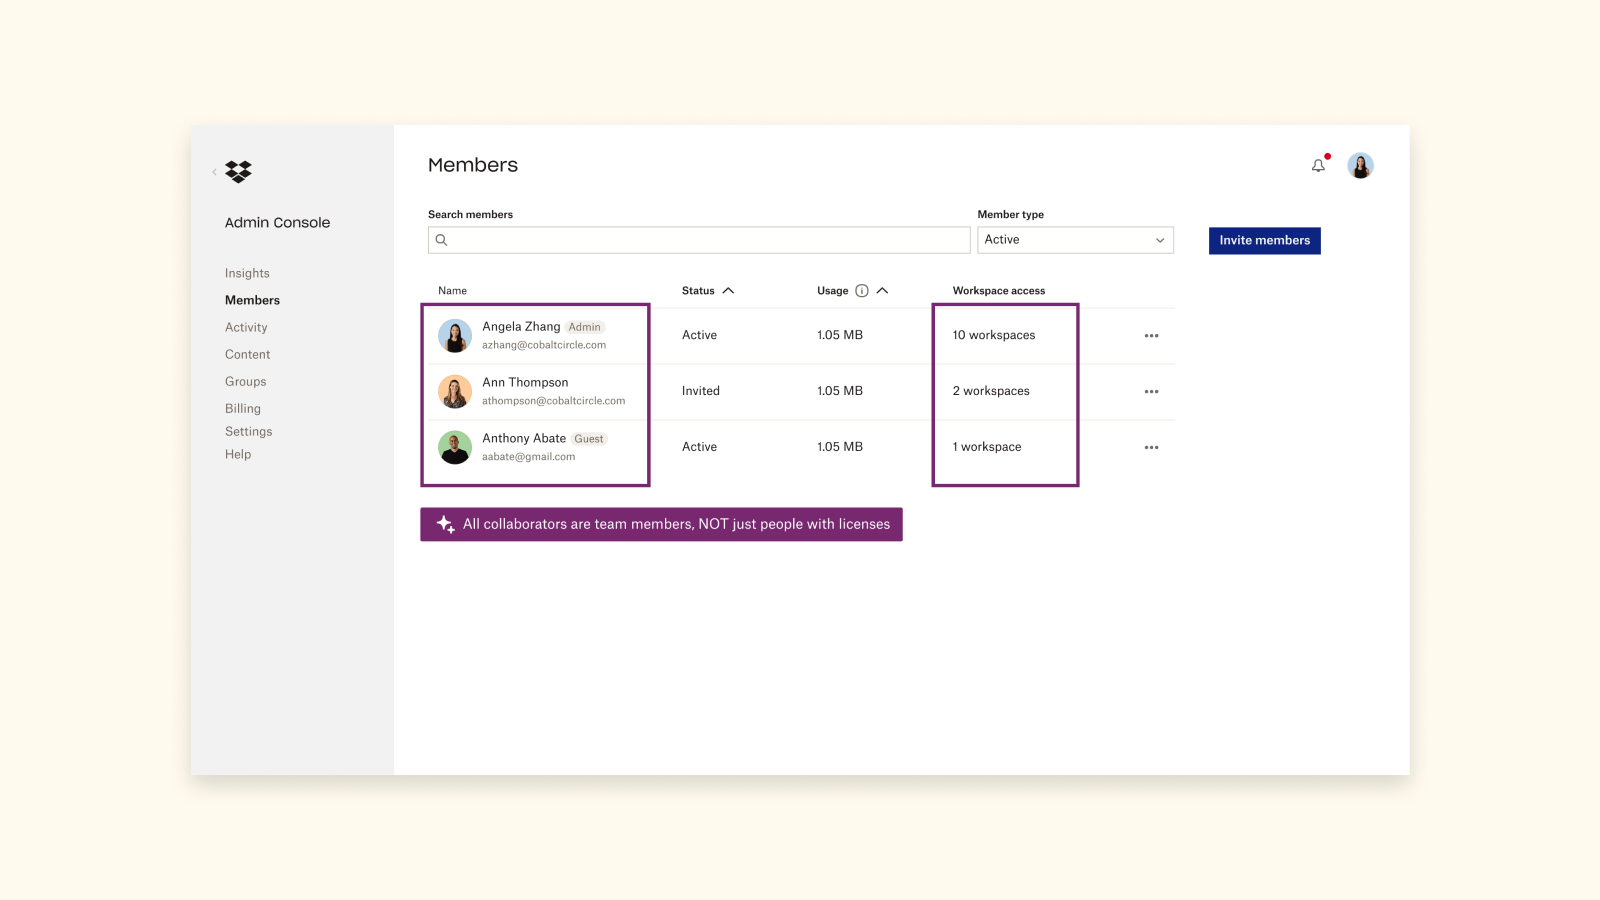 Admin Console
Insights
Members
Activity
Content
Groups
Billing
Settings
Help
Members
Search members
Member type
Active
Invite members
Name Status Usage Workspace access
Angela Zhang Admin
azhang@cobaltcircle.com
Active 1.05 MB 10 workspaces
Ann Thompson
athompson@cobaltcircle.com
Invited 1.05 MB 2 workspaces
Anthony Abate Guest
aabate@gmail.com
Active 1.05 MB 1 workspace
All collaborators are team members, NOT just people with licenses